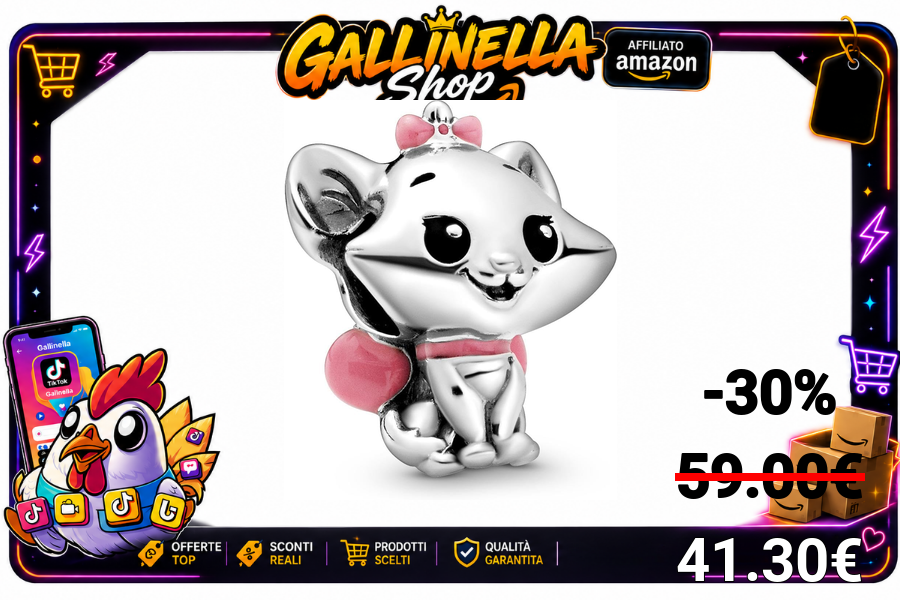 GALLINELLA
Shop
AFFILIATO
amazon
Gallinella
TikTok
Gallinella
-30%
59.00€
41.30€
OFFERTE
TOP
SCONTI
REALI
PRODOTTI
SCELTI
QUALITÀ
GARANTITA